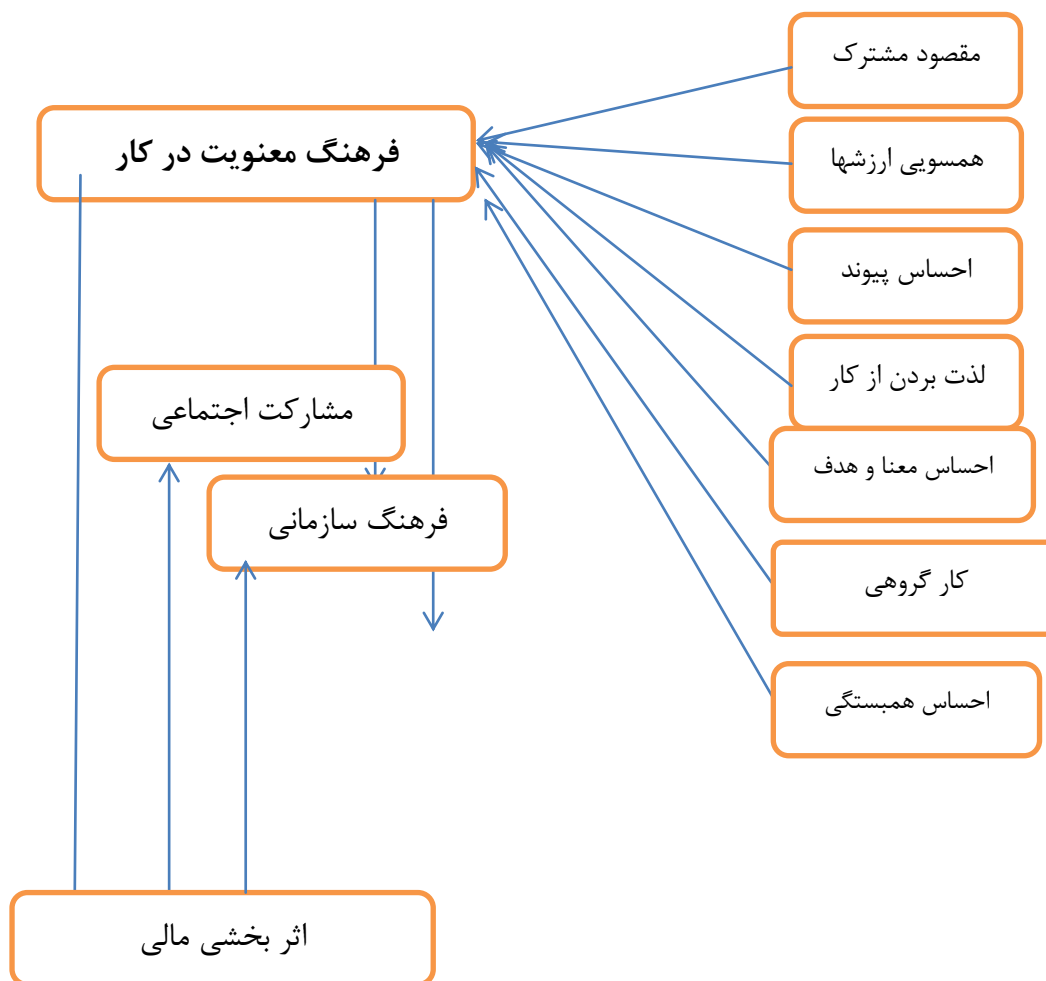 مقصود مشترک
فرهنگ معنویت در کار
همسویی ارزشها
احساس پیوند
لذت بردن از کار
مشارکت اجتماعی
احساس معنا و هدف
فرهنگ سازمانی
کار گروهی
احساس همبستگی
اثر بخشی مالی